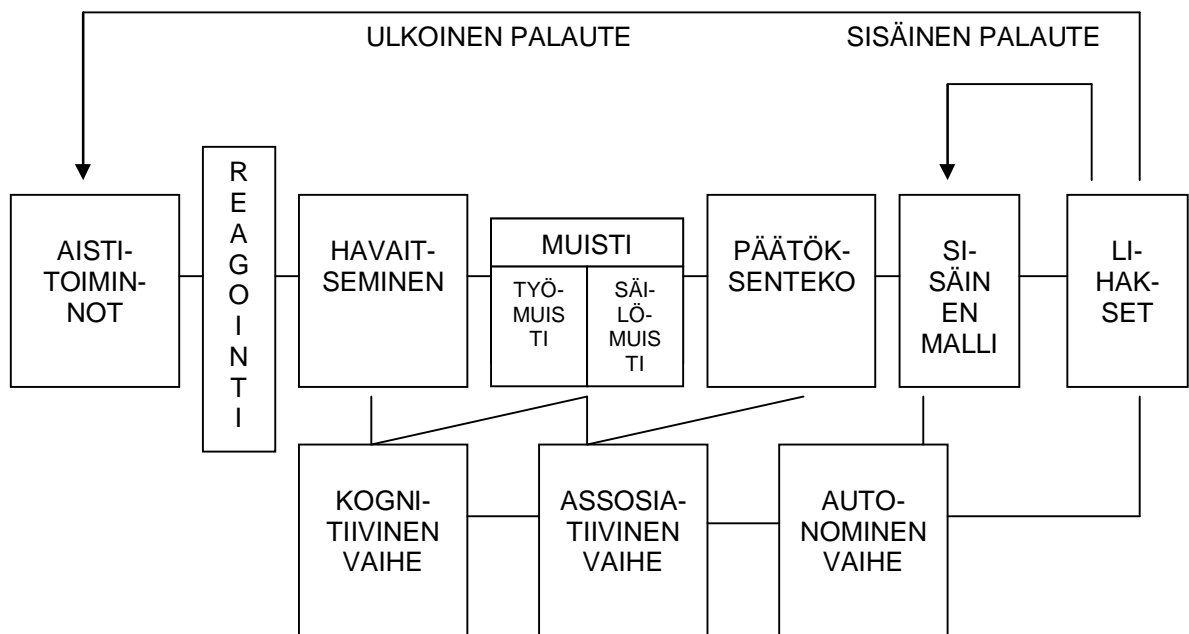 ULKOINEN PALAUTE
SISÄINEN PALAUTE
AISTI-
TOIMIN-
NOT
R
E
A
G
O
I
N
T
I
HAVAIT-
SEMINEN
MUISTI
TYÖ-
MUIS
TI
SÄI-
LÖ-
MUIS
TI
PÄÄTÖK-
SENTEKO
SI-
SÄIN
EN
MALLI
LI-
HAK-
SET
KOGNI-
TIIVINEN
VAIHE
ASSOSIA-
TIIVINEN
VAIHE
AUTO-
NOMINEN
VAIHE